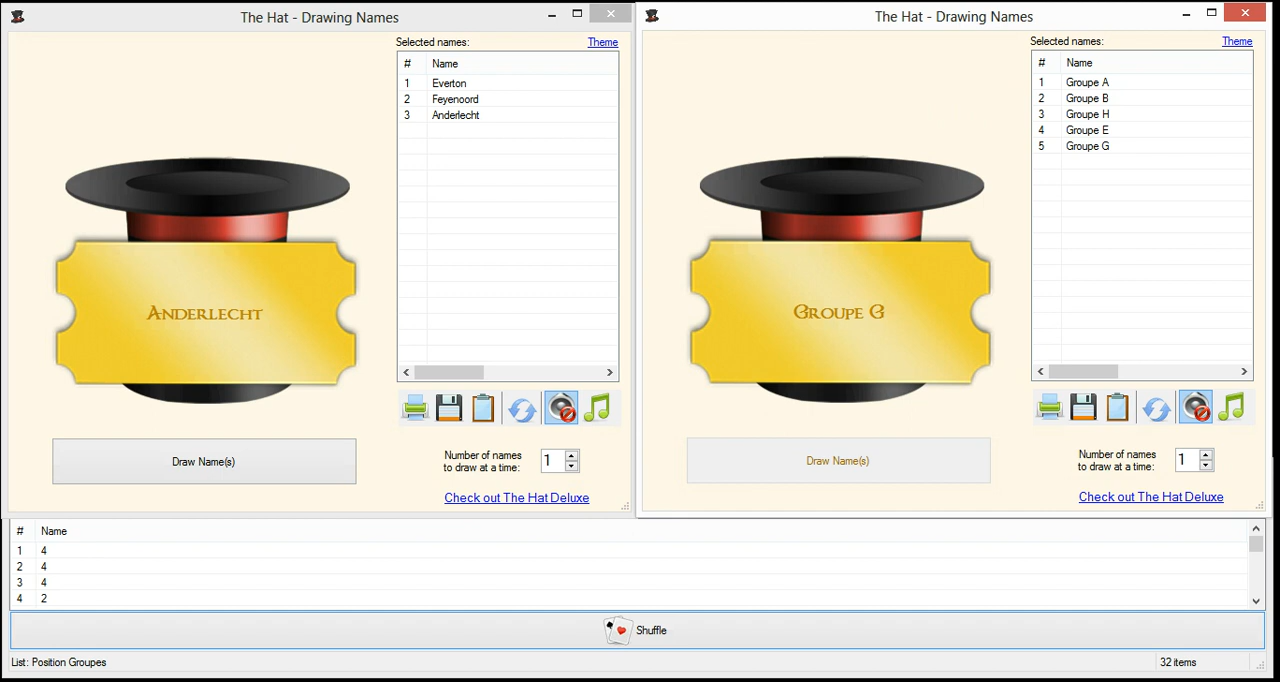 The Hat - Drawing Names
Selected names:
Theme
# Name
1 Everton
2 Feyenoord
3 Anderlecht
Anderlecht
Draw Name(s)
Number of names
to draw at a time:
1
Check out The Hat Deluxe
The Hat - Drawing Names
Selected names:
Theme
# Name
1 Groupe A
2 Groupe B
3 Groupe H
4 Groupe E
5 Groupe G
Groupe G
Draw Name(s)
Number of names
to draw at a time:
1
Check out The Hat Deluxe
# Name
1 4
2 4
3 4
4 2
Shuffle
List: Position Groupes
32 items